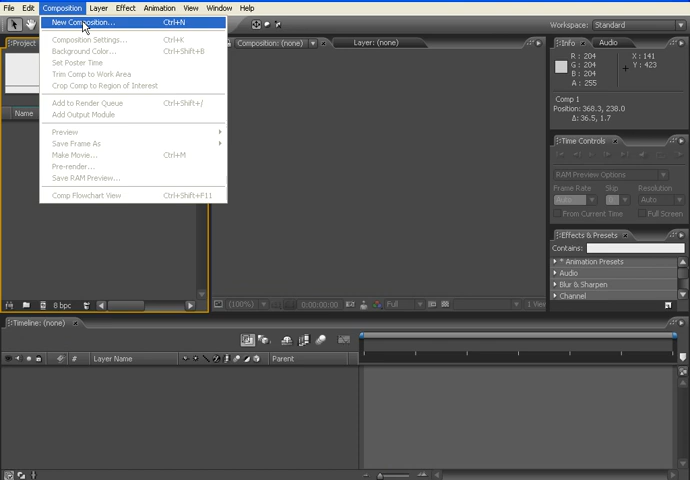 File Edit Composition Layer Effect Animation View Window Help
New Composition... Ctrl+N
Composition Settings... Ctrl+K
Background Color... Ctrl+Shift+B
Set Poster Time
Trim Comp to Work Area
Crop Comp to Region of Interest
Add to Render Queue Ctrl+Shift+/
Add Output Module
Preview
Save Frame As
Make Movie... Ctrl+M
Pre-render...
Save RAM Preview...
Comp Flowchart View Ctrl+Shift+F11
Workspace: Standard
Project
Name
8 bpc
Composition: (none) Layer: (none)
(100%) 0:00:00:00 Full 1 View
Info Audio
R : 204 X : 141
G : 204 Y : 423
B : 204
A : 255
Comp 1
Position: 368.3, 238.0
Δ: 36.5, 1.7
Time Controls
RAM Preview Options
Frame Rate Skip Resolution
Auto 0 Auto
From Current Time Full Screen
Effects & Presets
Contains:
* Animation Presets
Audio
Blur & Sharpen
Channel
Timeline: (none)
# Layer Name Parent